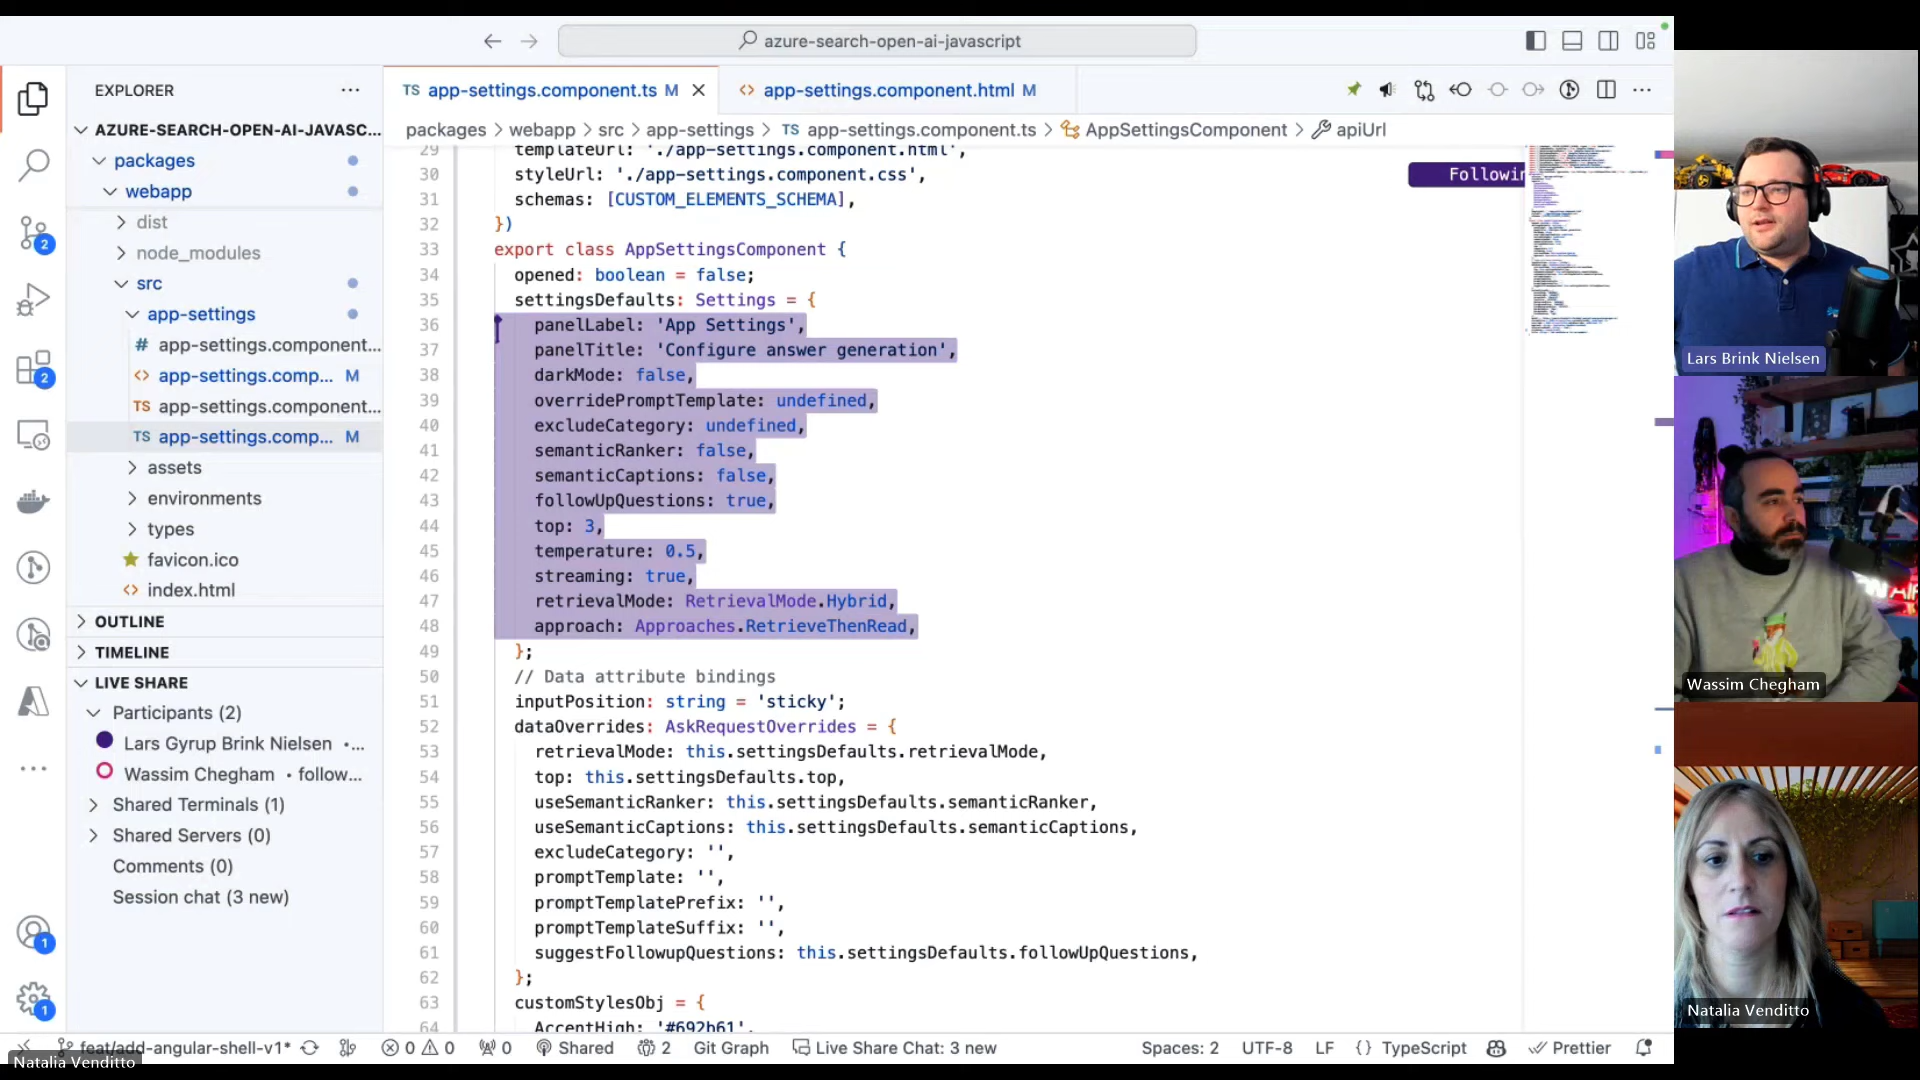 azure-search-open-ai-javascript
EXPLORER
AZURE-SEARCH-OPEN-AI-JAVASC...
packages
webapp
dist
node_modules
src
app-settings
# app-settings.component...
<> app-settings.comp... M
TS app-settings.component...
TS app-settings.comp... M
assets
environments
types
favicon.ico
<> index.html
OUTLINE
TIMELINE
LIVE SHARE
Participants (2)
Lars Gyrup Brink Nielsen •...
Wassim Chegham • follow...
Shared Terminals (1)
Shared Servers (0)
Comments (0)
Session chat (3 new)
2
2
1
1
TS app-settings.component.ts M
<> app-settings.component.html M
packages > webapp > src > app-settings > TS app-settings.component.ts > AppSettingsComponent > apiUrl
Followin
29 templateUrl: './app-settings.component.html',
30 styleUrl: './app-settings.component.css',
31 schemas: [CUSTOM_ELEMENTS_SCHEMA],
32 })
33 export class AppSettingsComponent {
34 opened: boolean = false;
35 settingsDefaults: Settings = {
36 panelLabel: 'App Settings',
37 panelTitle: 'Configure answer generation',
38 darkMode: false,
39 overridePromptTemplate: undefined,
40 excludeCategory: undefined,
41 semanticRanker: false,
42 semanticCaptions: false,
43 followUpQuestions: true,
44 top: 3,
45 temperature: 0.5,
46 streaming: true,
47 retrievalMode: RetrievalMode.Hybrid,
48 approach: Approaches.RetrieveThenRead,
49 };
50 // Data attribute bindings
51 inputPosition: string = 'sticky';
52 dataOverrides: AskRequestOverrides = {
53 retrievalMode: this.settingsDefaults.retrievalMode,
54 top: this.settingsDefaults.top,
55 useSemanticRanker: this.settingsDefaults.semanticRanker,
56 useSemanticCaptions: this.settingsDefaults.semanticCaptions,
57 excludeCategory: '',
58 promptTemplate: '',
59 promptTemplatePrefix: '',
60 promptTemplateSuffix: '',
61 suggestFollowupQuestions: this.settingsDefaults.followUpQuestions,
62 };
63 customStylesObj = {
64 AccentHigh: '#692b61',
feat/add-angular-shell-v1* 0 0 0 Shared 2 Git Graph Live Share Chat: 3 new Spaces: 2 UTF-8 LF {} TypeScript Prettier
Natalia Venditto
Lars Brink Nielsen
Wassim Chegham
Natalia Venditto